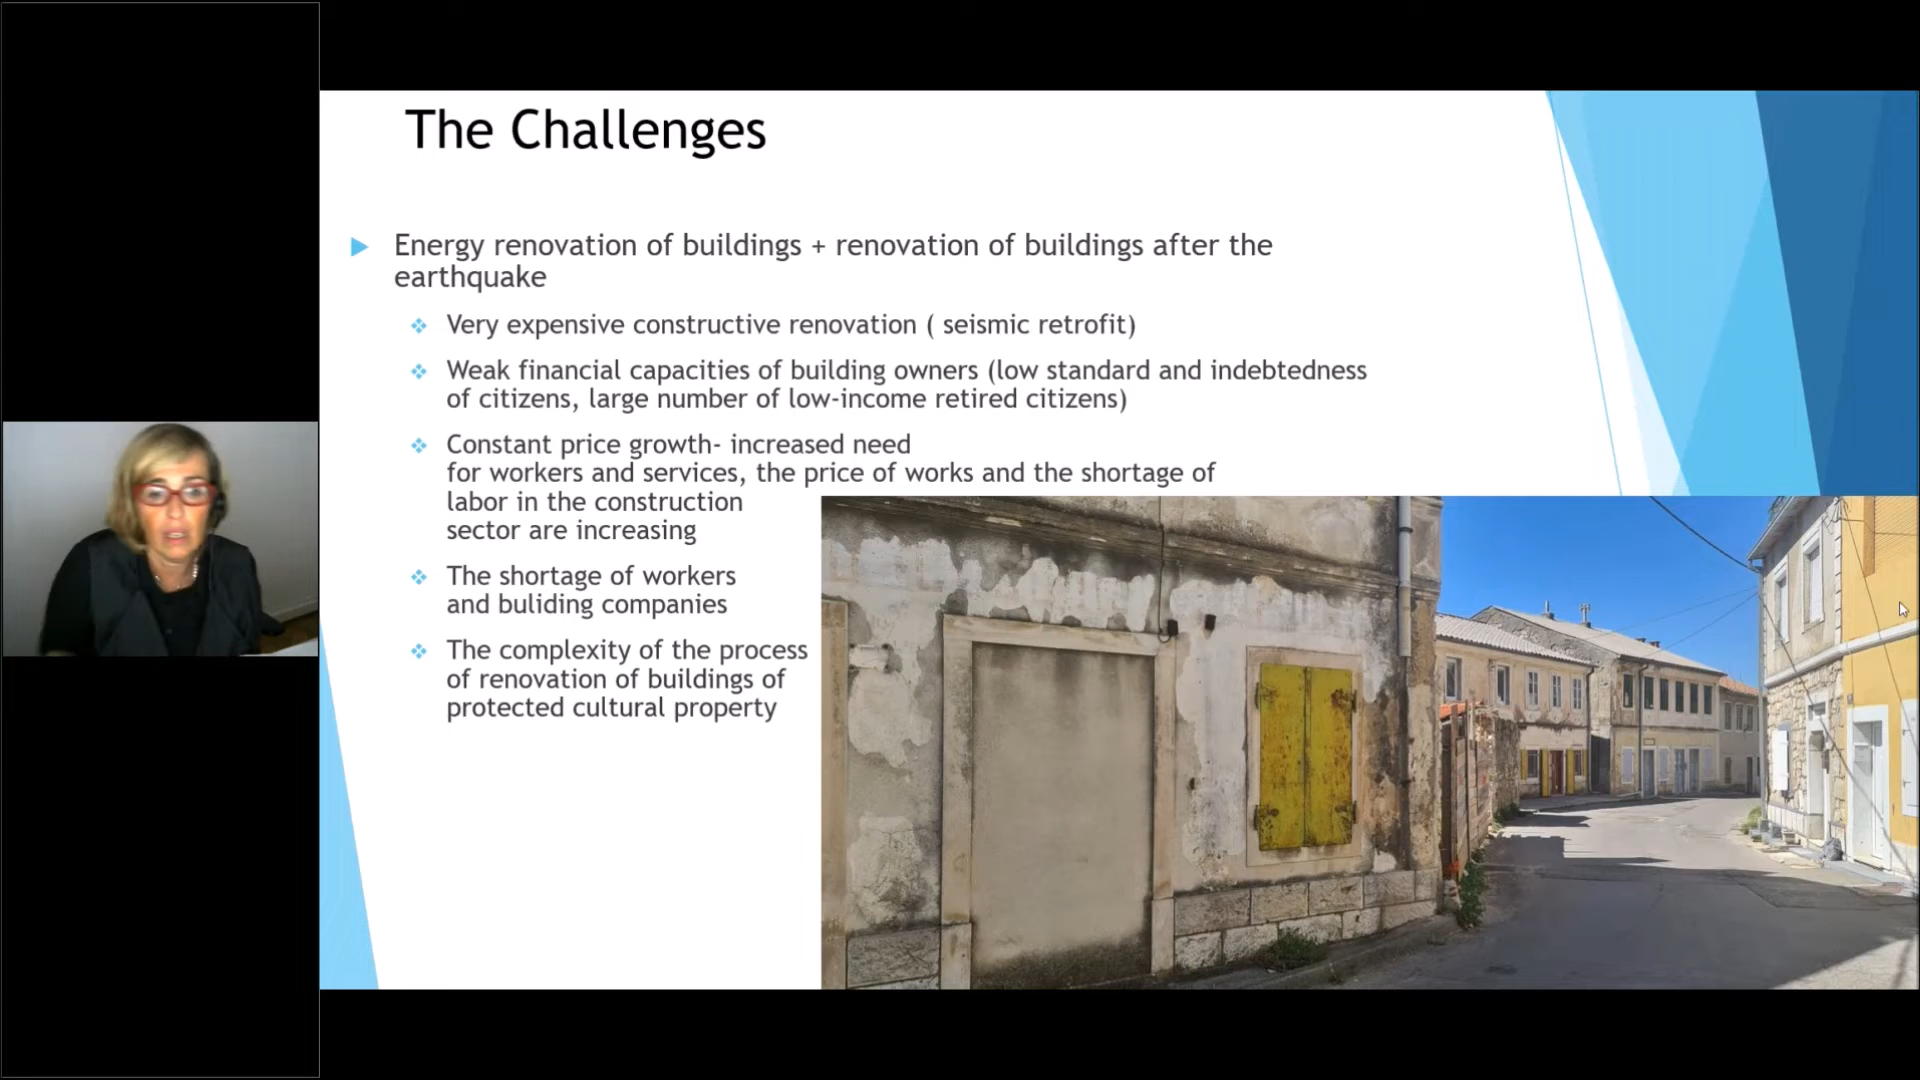 The Challenges
Energy renovation of buildings + renovation of buildings after the
earthquake
Very expensive constructive renovation ( seismic retrofit)
Weak financial capacities of building owners (low standard and indebtedness
of citizens, large number of low-income retired citizens)
Constant price growth- increased need
for workers and services, the price of works and the shortage of
labor in the construction
sector are increasing
The shortage of workers
and buliding companies
The complexity of the process
of renovation of buildings of
protected cultural property